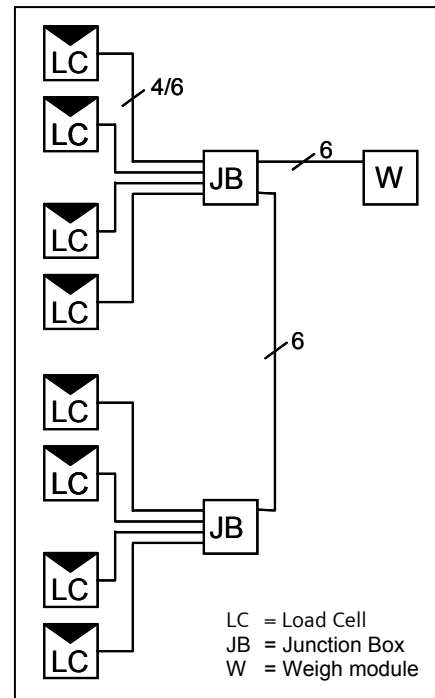 LC
4/6
LC
JB
6
W
LC
LC
6
LC
LC
JB
LC
LC
LC = Load Cell
JB = Junction Box
W = Weigh module